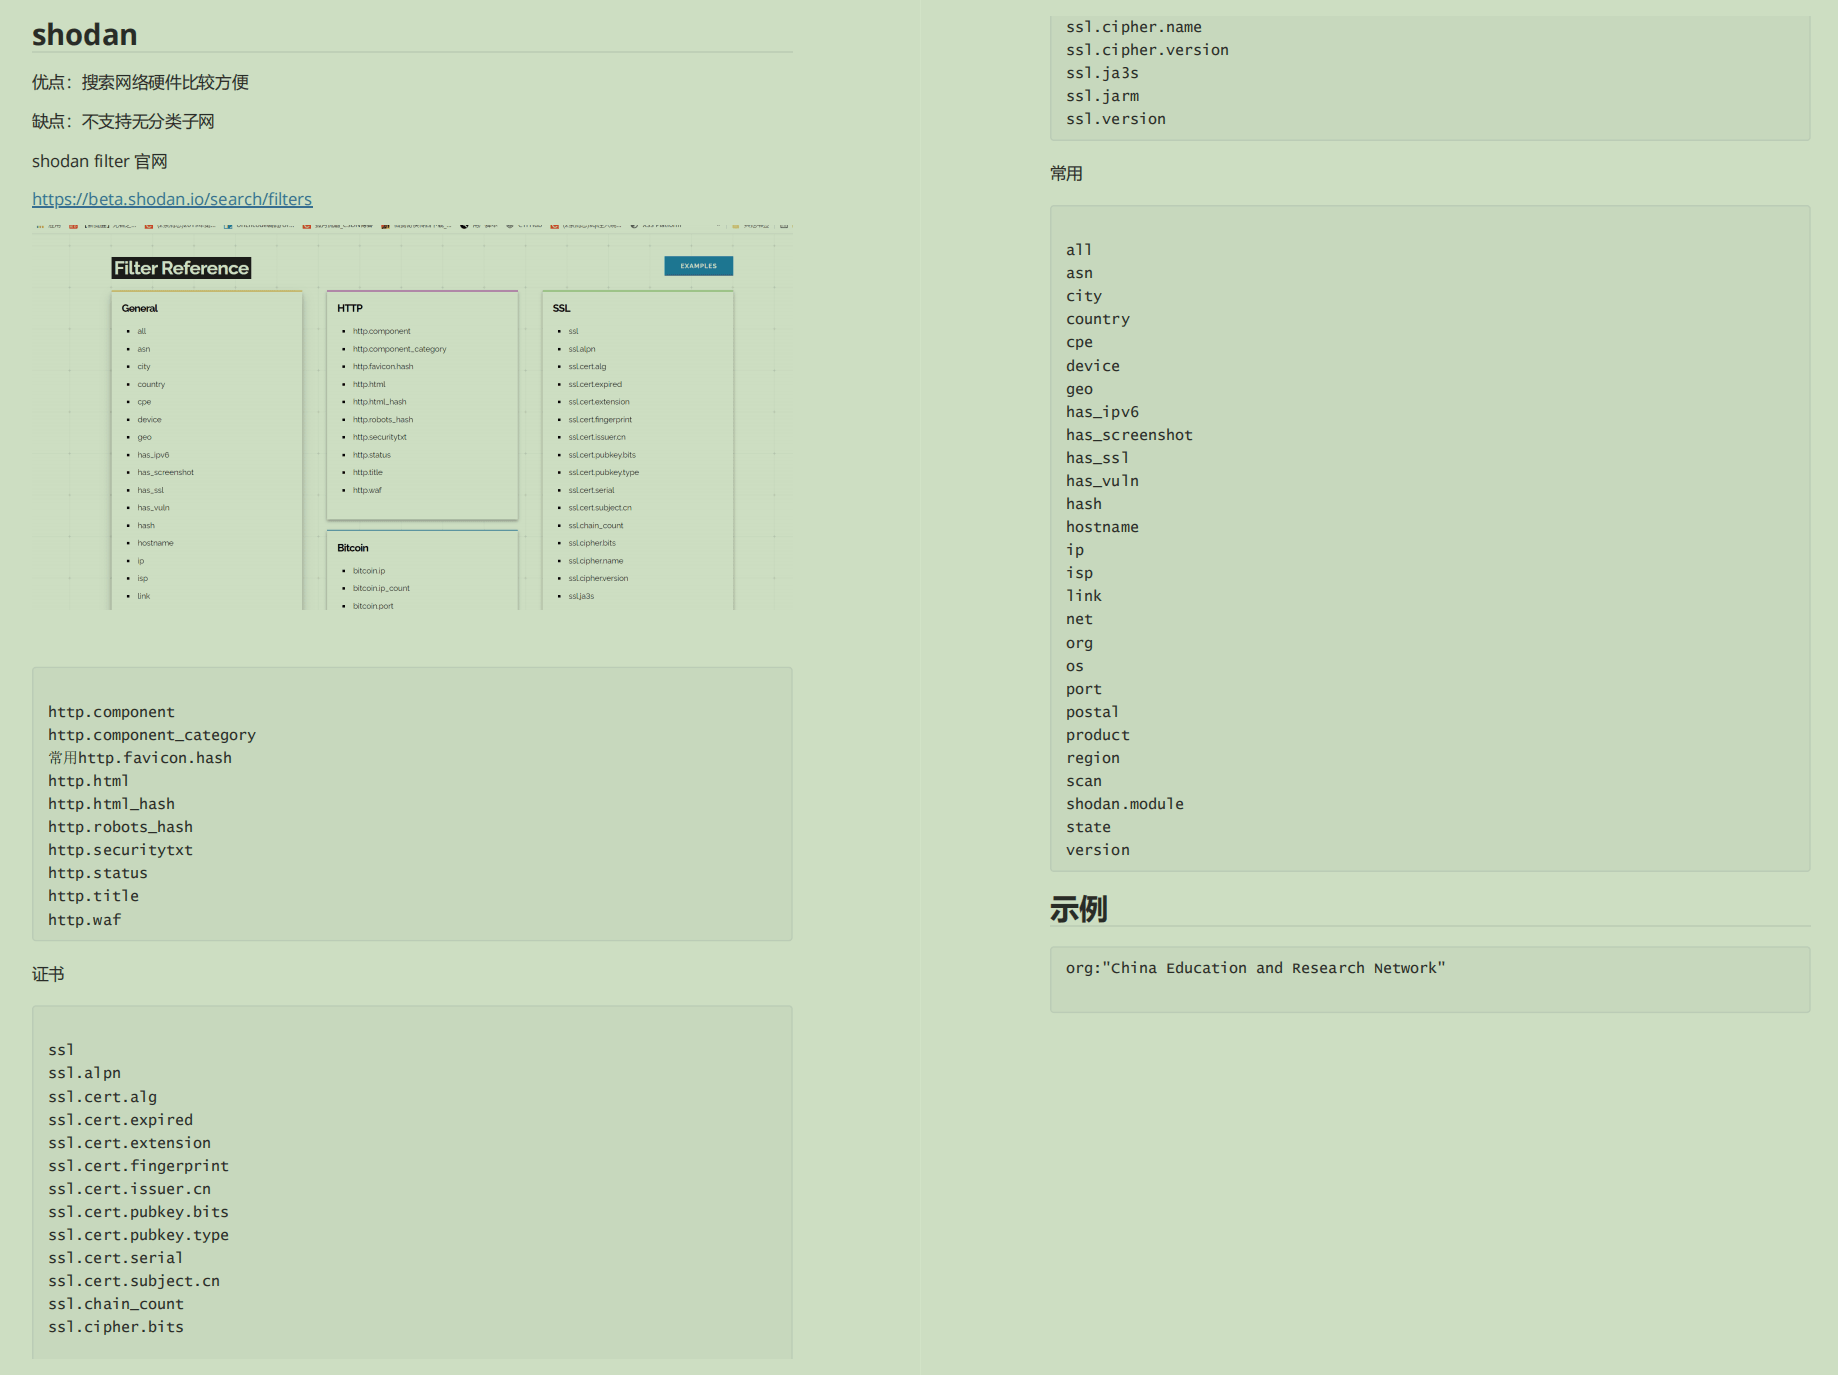 shodan
优点：搜索网络硬件比较方便
缺点：不支持无分类子网
shodan filter 官网
https://beta.shodan.io/search/filters
Filter Reference
EXAMPLES
General
all
asn
city
country
cpe
device
geo
has_ipv6
has_screenshot
has_ssl
has_vuln
hash
hostname
ip
isp
link
HTTP
http.component
http.component_category
http.favicon.hash
http.html
http.html_hash
http.robots_hash
http.securitytxt
http.status
http.title
http.waf
Bitcoin
bitcoin.ip
bitcoin.ip_count
bitcoin.port
SSL
ssl
ssl.alpn
ssl.cert.alg
ssl.cert.expired
ssl.cert.extension
ssl.cert.fingerprint
ssl.cert.issuer.cn
ssl.cert.pubkey.bits
ssl.cert.pubkey.type
ssl.cert.serial
ssl.cert.subject.cn
ssl.chain_count
ssl.cipher.bits
ssl.cipher.name
ssl.cipher.version
ssl.ja3s
http.component
http.component_category
常用http.favicon.hash
http.html
http.html_hash
http.robots_hash
http.securitytxt
http.status
http.title
http.waf
证书
ssl
ssl.alpn
ssl.cert.alg
ssl.cert.expired
ssl.cert.extension
ssl.cert.fingerprint
ssl.cert.issuer.cn
ssl.cert.pubkey.bits
ssl.cert.pubkey.type
ssl.cert.serial
ssl.cert.subject.cn
ssl.chain_count
ssl.cipher.bits
ssl.cipher.name
ssl.cipher.version
ssl.ja3s
ssl.jarm
ssl.version
常用
all
asn
city
country
cpe
device
geo
has_ipv6
has_screenshot
has_ssl
has_vuln
hash
hostname
ip
isp
link
net
org
os
port
postal
product
region
scan
shodan.module
state
version
示例
org:"China Education and Research Network"